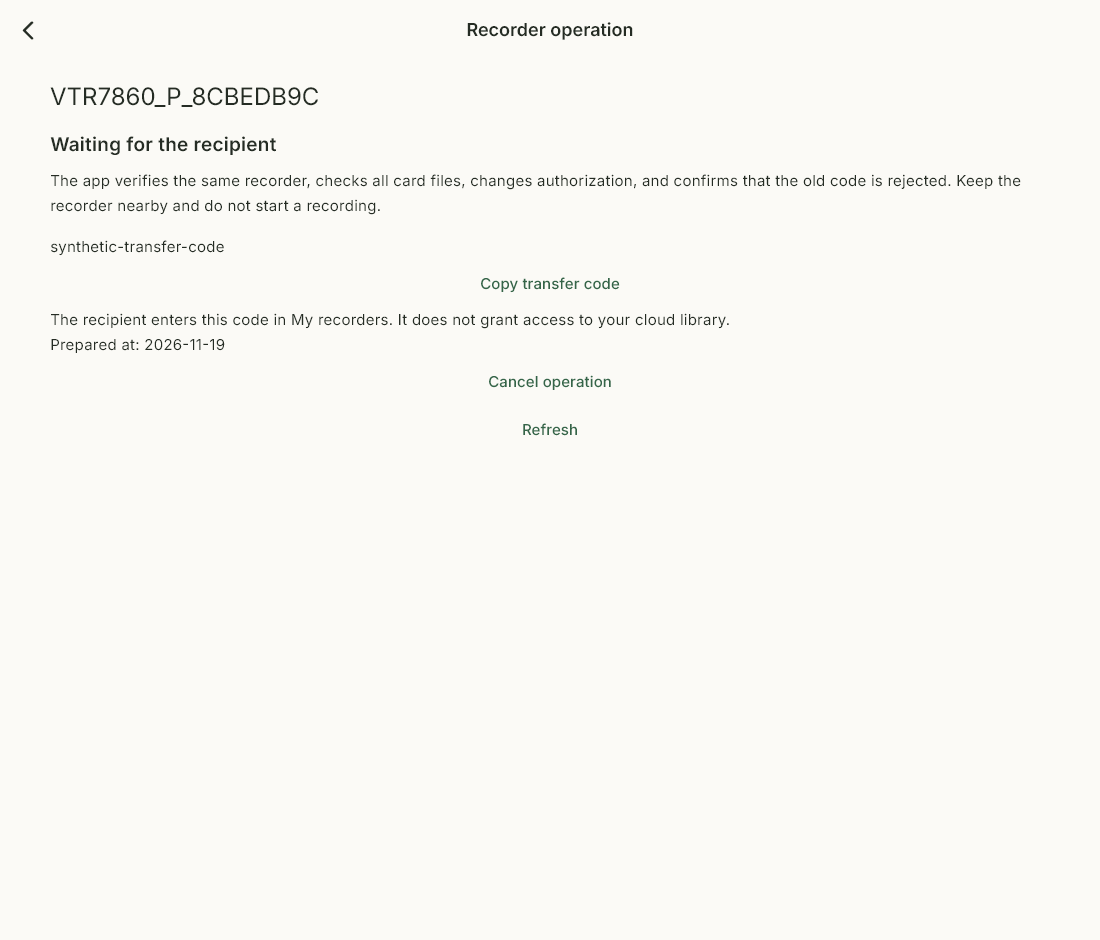 Recorder operation
VTR7860_P_8CBEDB9C
Waiting for the recipient
The app verifies the same recorder, checks all card files, changes authorization, and confirms that the old code is rejected. Keep the
recorder nearby and do not start a recording.
synthetic-transfer-code
Copy transfer code
The recipient enters this code in My recorders. It does not grant access to your cloud library.
Prepared at: 2026-11-19
Cancel operation
Refresh